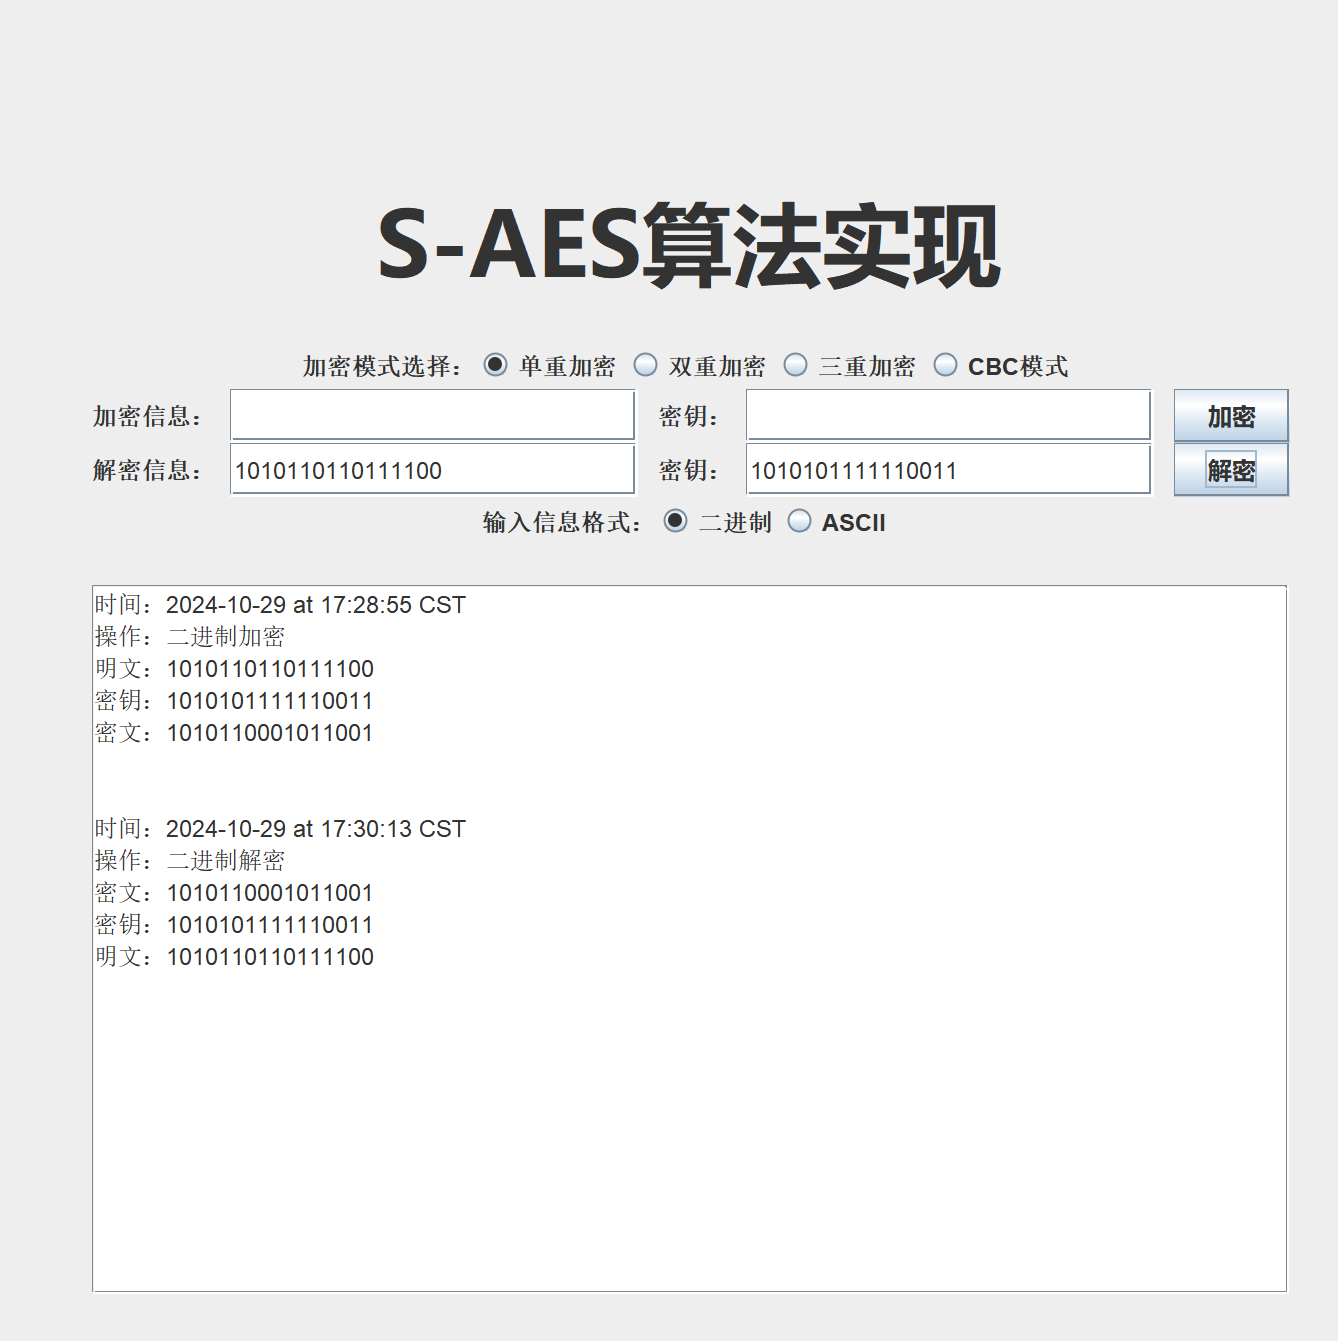 S-AES算法实现
加密模式选择： 单重加密 双重加密 三重加密 CBC模式
加密信息： 密钥： 加密
解密信息： 1010110110111100 密钥： 1010101111110011 解密
输入信息格式： 二进制 ASCII
时间：2024-10-29 at 17:28:55 CST
操作：二进制加密
明文：1010110110111100
密钥：1010101111110011
密文：1010110001011001
时间：2024-10-29 at 17:30:13 CST
操作：二进制解密
密文：1010110001011001
密钥：1010101111110011
明文：1010110110111100